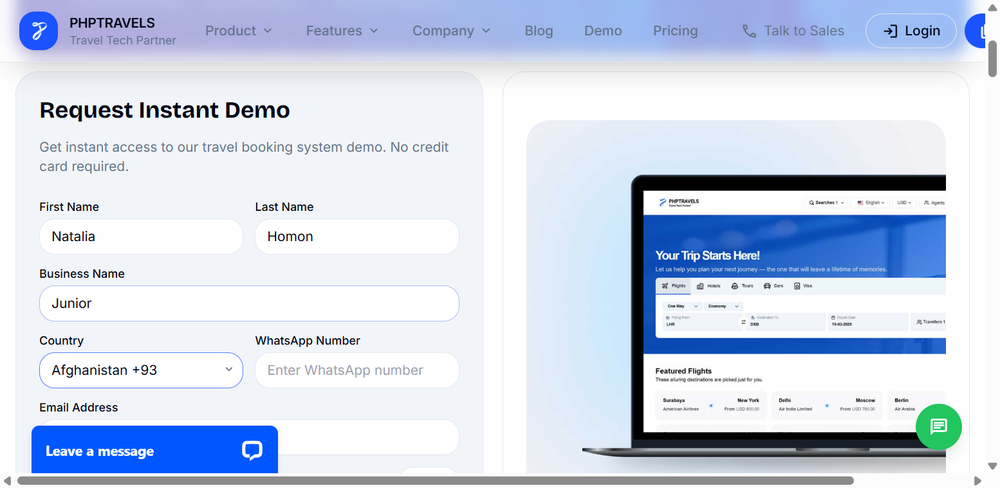 PHPTRAVELS
Travel Tech Partner
Product
Features
Company
Blog
Demo
Pricing
Talk to Sales
Login
Request Instant Demo
Get instant access to our travel booking system demo. No credit
card required.
First Name
Last Name
Natalia
Homon
Business Name
Junior
Country
WhatsApp Number
Afghanistan +93
Enter WhatsApp number
Email Address
Leave a message
PHPTRAVELS
Travel Tech Partner
Searches 1
English
USD
Agents
Your Trip Starts Here!
Let us help you plan your next journey — the one that will leave a lifetime of memories.
Flights
Hotels
Tours
Cars
Visa
One Way
Economy
Flying From
LHR
Destination To
DXB
Depart Date
19-03-2025
Travellers 1
Featured Flights
These alluring destinations are picked just for you.
Surabaya
New York
American Airlines
From USD 800.00
Delhi
Moscow
Air India Limited
From USD 760.00
Berlin
Air Arabia